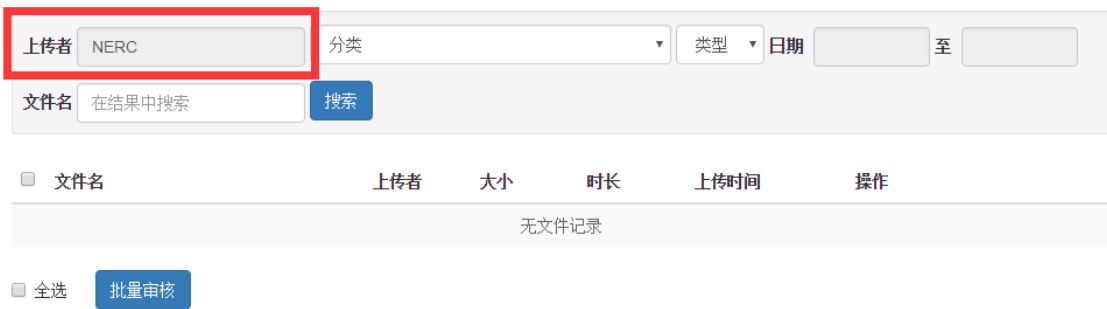 上传者 NERC 分类 类型 日期 至
文件名 在结果中搜索 搜索
文件名 上传者 大小 时长 上传时间 操作
无文件记录
全选 批量审核